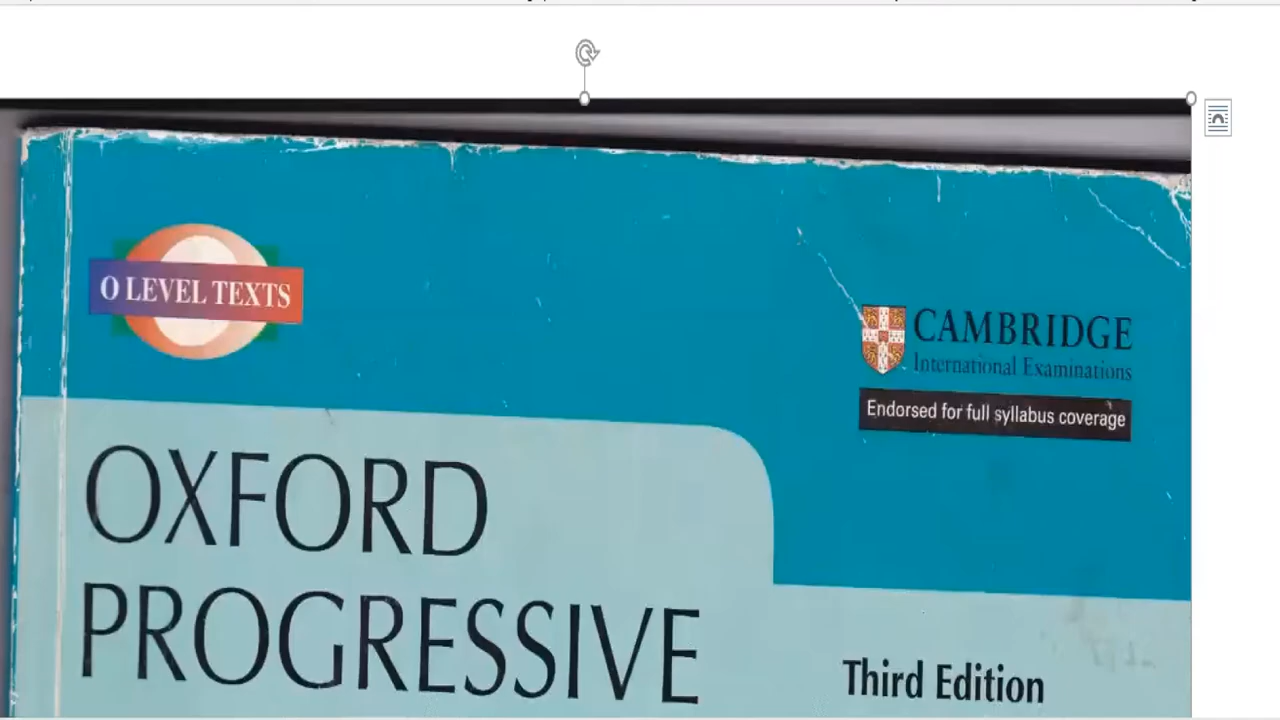 O LEVEL TEXTS
CAMBRIDGE
International Examinations
Endorsed for full syllabus coverage
OXFORD
PROGRESSIVE
Third Edition